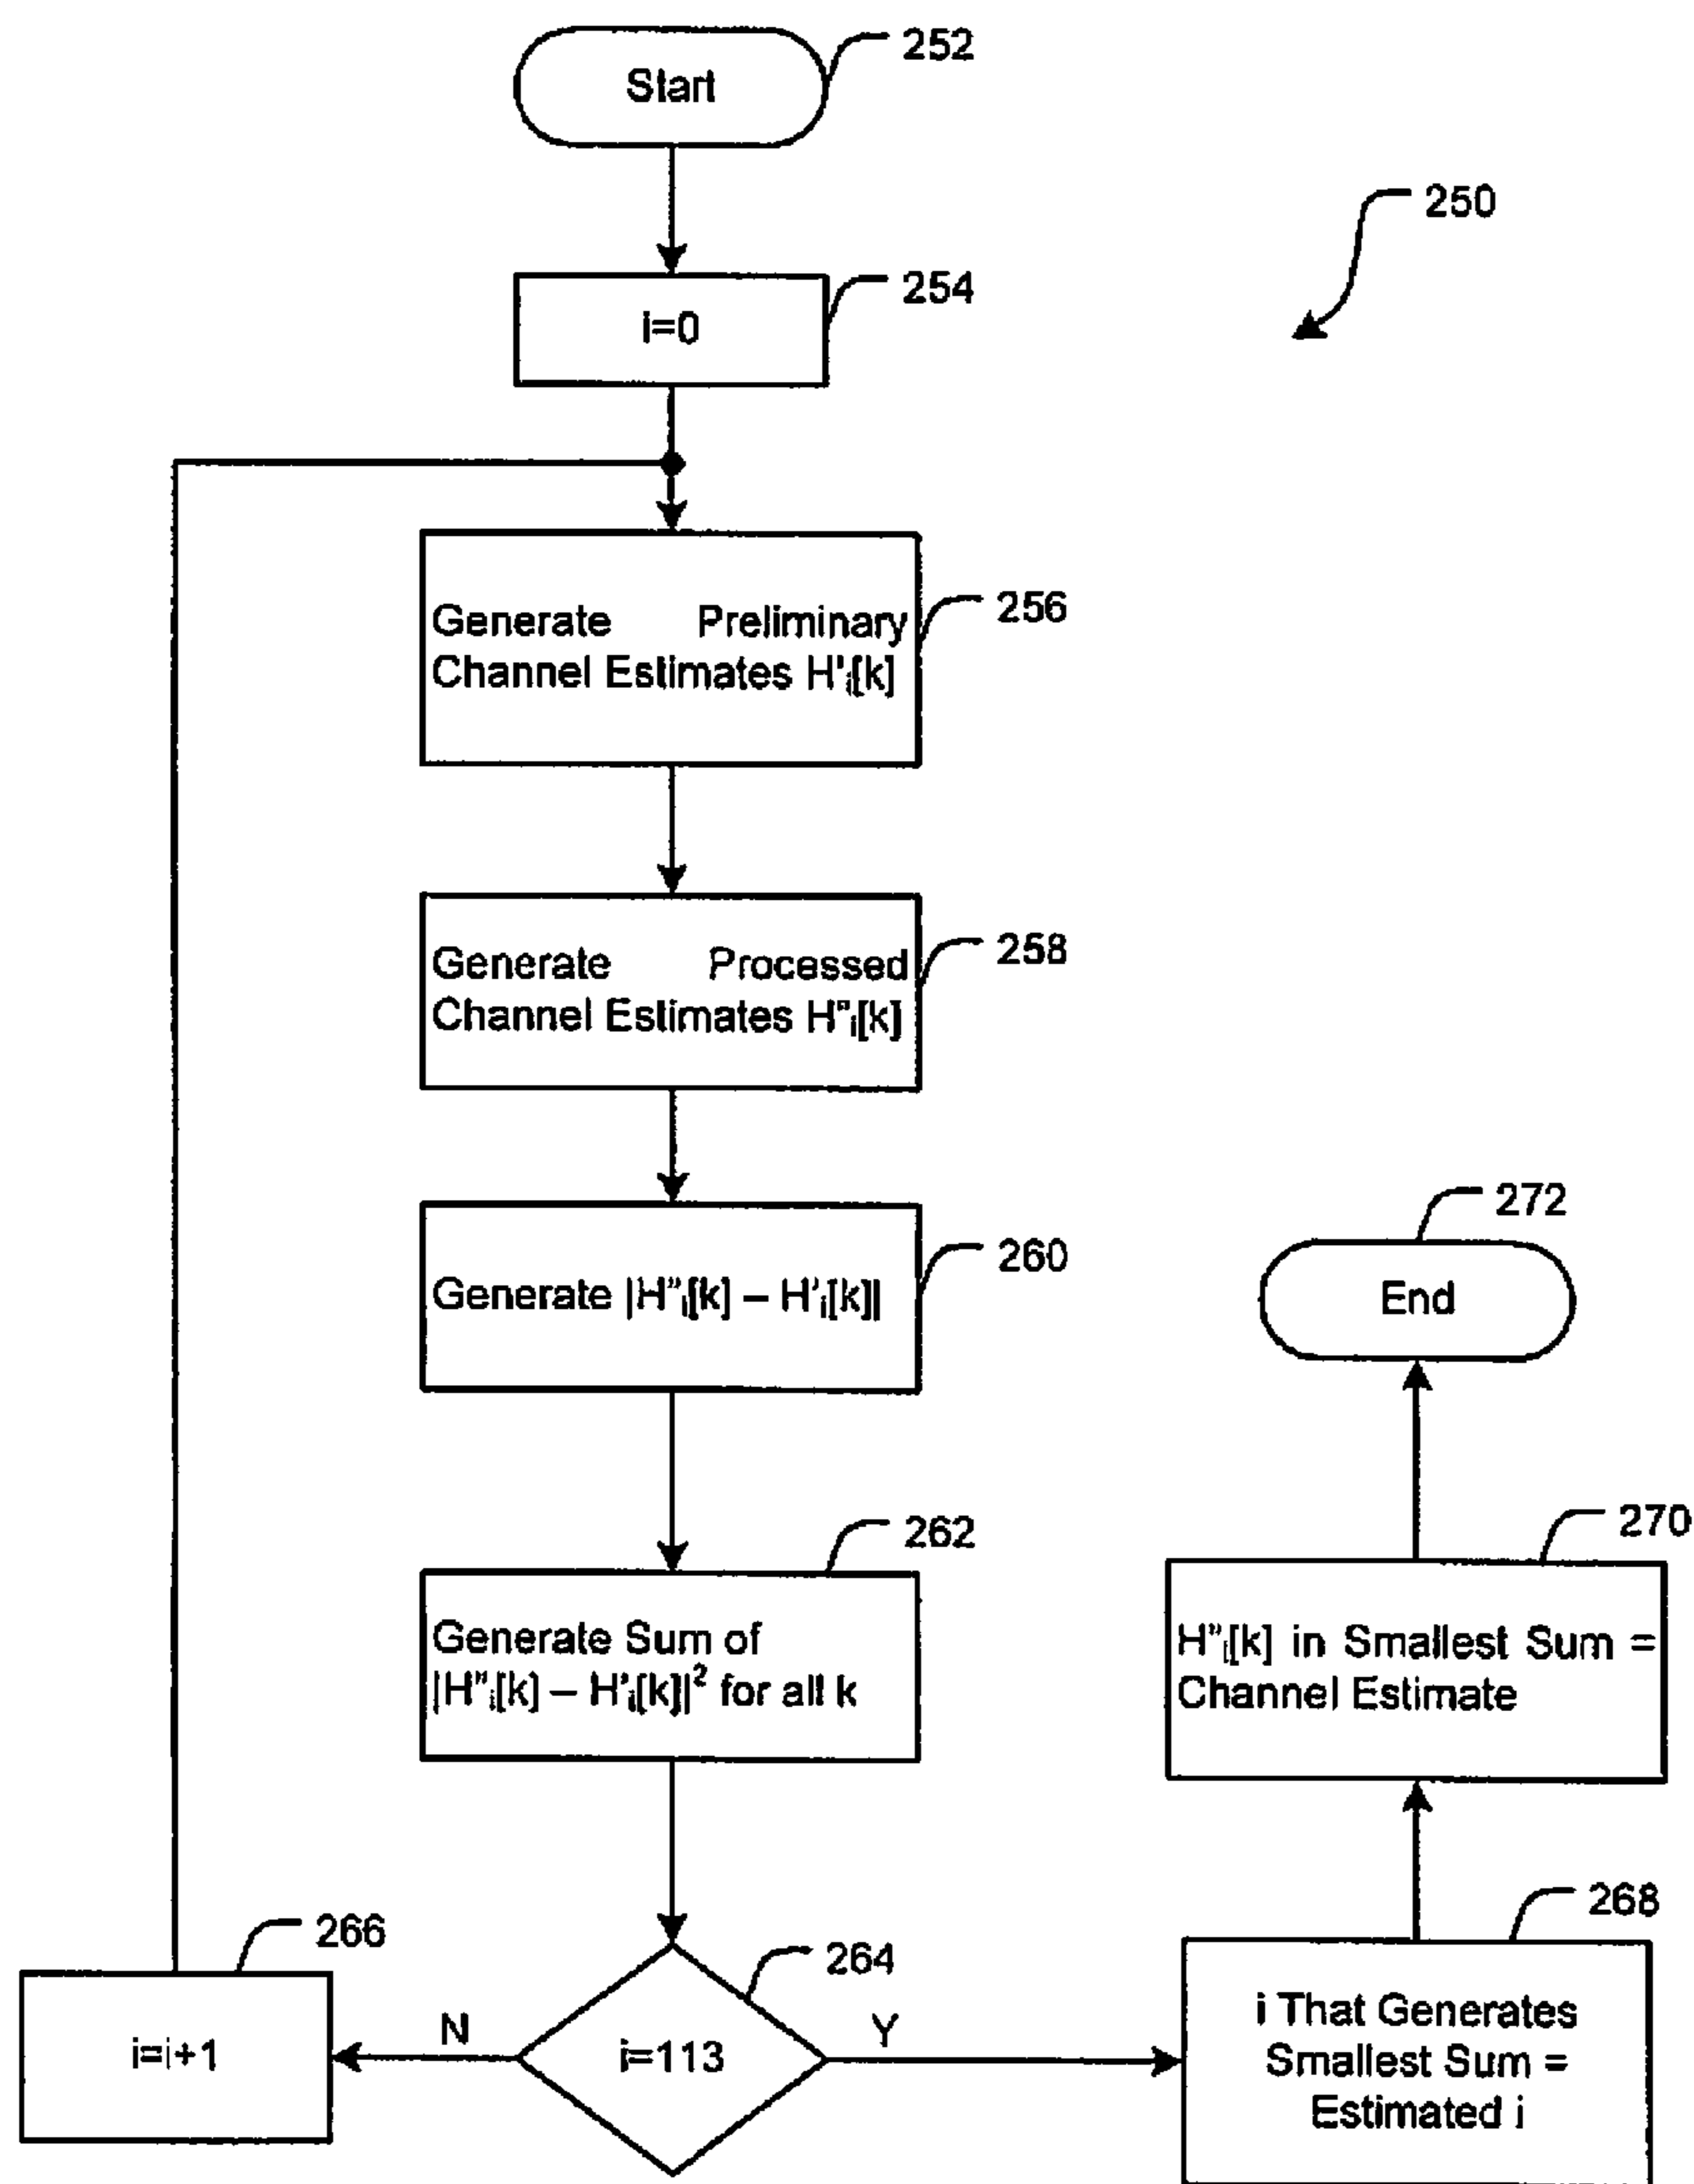 252
Start
250
254
i=0
256
Generate Preliminary
Channel Estimates H'i[k]
258
Generate Processed
Channel Estimates H"i[k]
260
Generate |H"i[k] – H'i[k]|
262
Generate Sum of
|H"i[k] – H'i[k]|² for all k
264
i=113
N
Y
266
i=i+1
268
i That Generates
Smallest Sum =
Estimated i
270
H"i[k] in Smallest Sum =
Channel Estimate
272
End